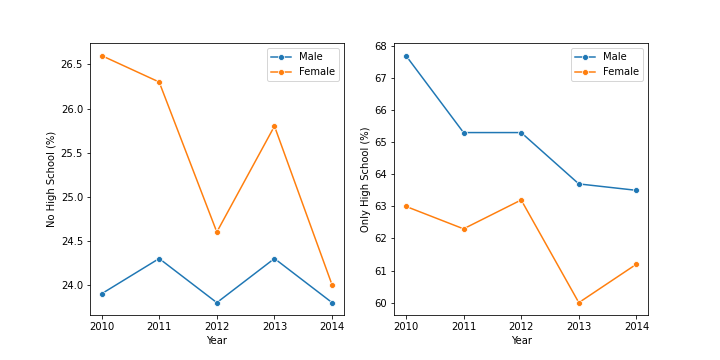 No High School (%)
26.5
26.0
25.5
25.0
24.5
24.0
2010 2011 2012 2013 2014
Year
Male
Female
Only High School (%)
68
67
66
65
64
63
62
61
60
2010 2011 2012 2013 2014
Year
Male
Female